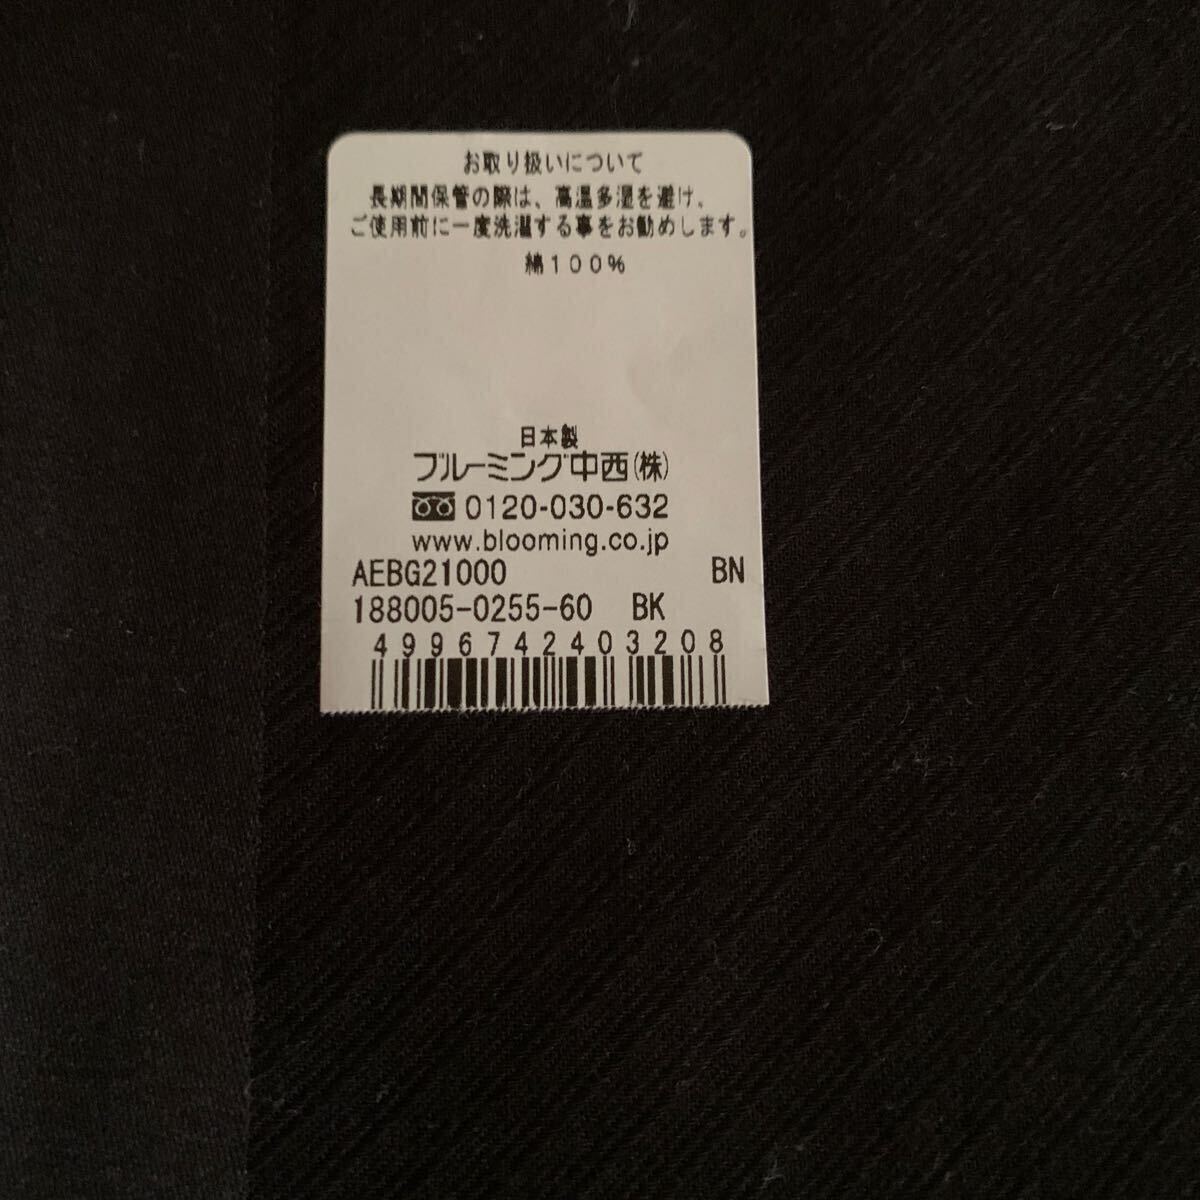 お取り扱いについて
長期間保管の際は、高温多湿を避け、
ご使用前に一度洗濯する事をお勧めします。
綿100%
日本製
ブルーミング中西(株)
0120-030-632
www.blooming.co.jp
AEBG21000 BN
188005-0255-60 BK
4996742403208